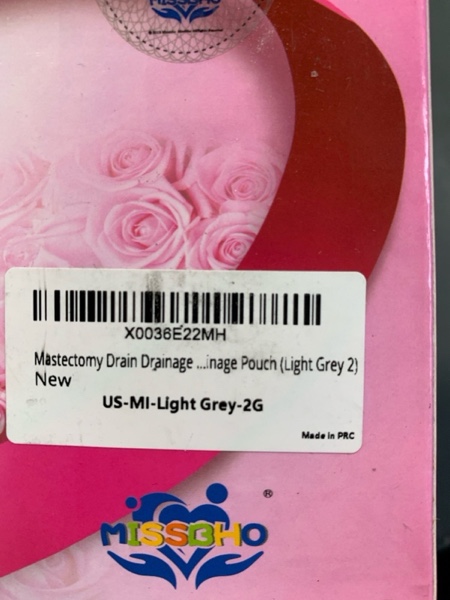 MISSBHO
X0036E22MH
Mastectomy Drain Drainage ...inage Pouch (Light Grey 2)
New
US-MI-Light Grey-2G
Made in PRC
®
MISSBHO